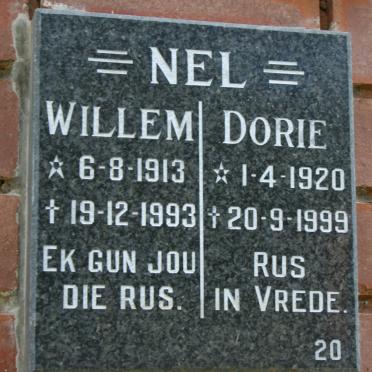 NEL
WILLEM
☆ 6-8-1913
† 19-12-1993
EK GUN JOU
DIE RUS.
DORIE
☆ 1-4-1920
† 20-9-1999
RUS
IN VREDE.
20